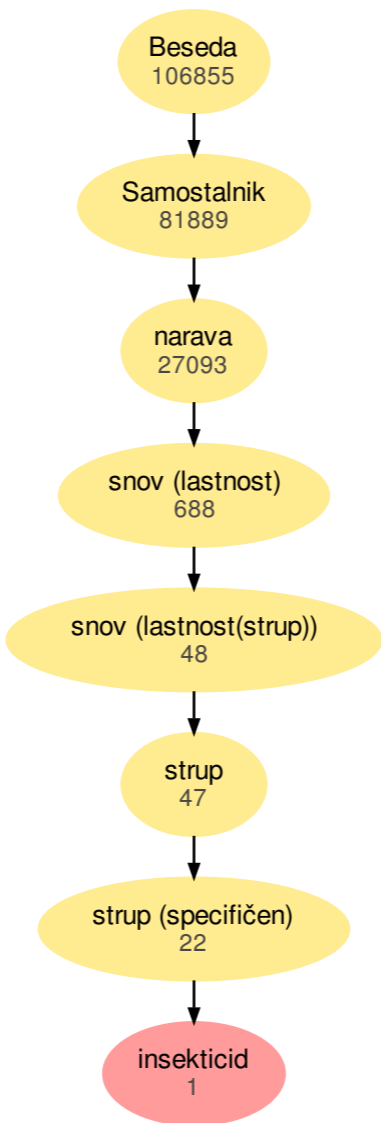 Beseda
106855
Samostalnik
81889
narava
27093
snov (lastnost)
688
snov (lastnost(strup))
48
strup
47
strup (specifičen)
22
insekticid
1